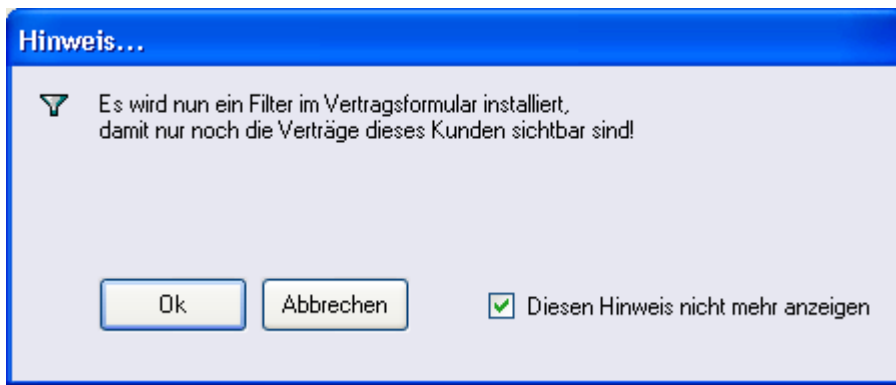 Hinweis...
Es wird nun ein Filter im Vertragsformular installiert,
damit nur noch die Verträge dieses Kunden sichtbar sind!
Ok
Abbrechen
Diesen Hinweis nicht mehr anzeigen